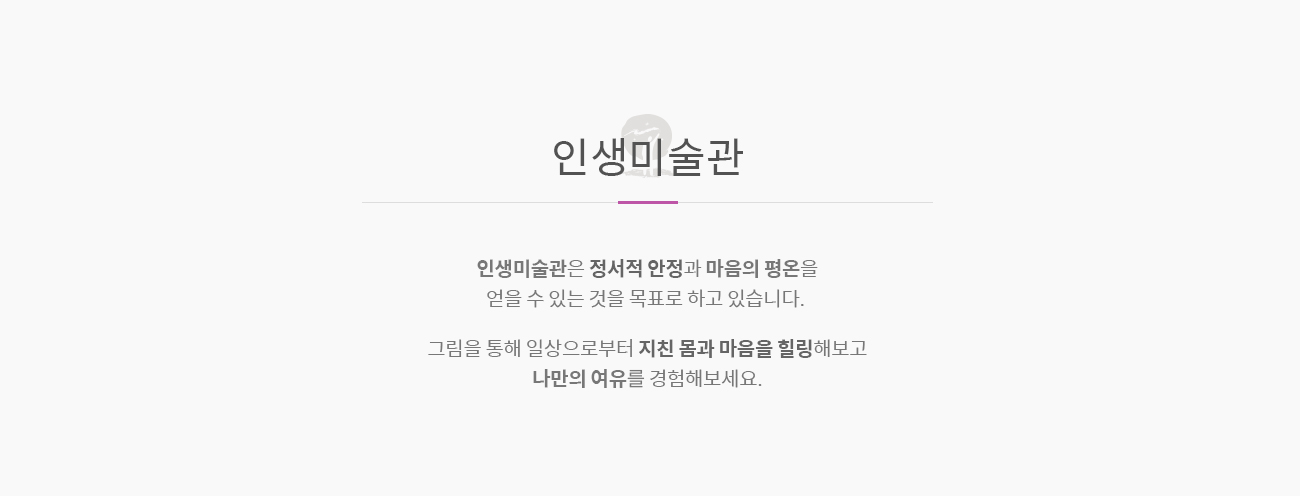 인생미술관
인생미술관은 정서적 안정과 마음의 평온을
얻을 수 있는 것을 목표로 하고 있습니다.
그림을 통해 일상으로부터 지친 몸과 마음을 힐링해보고
나만의 여유를 경험해보세요.